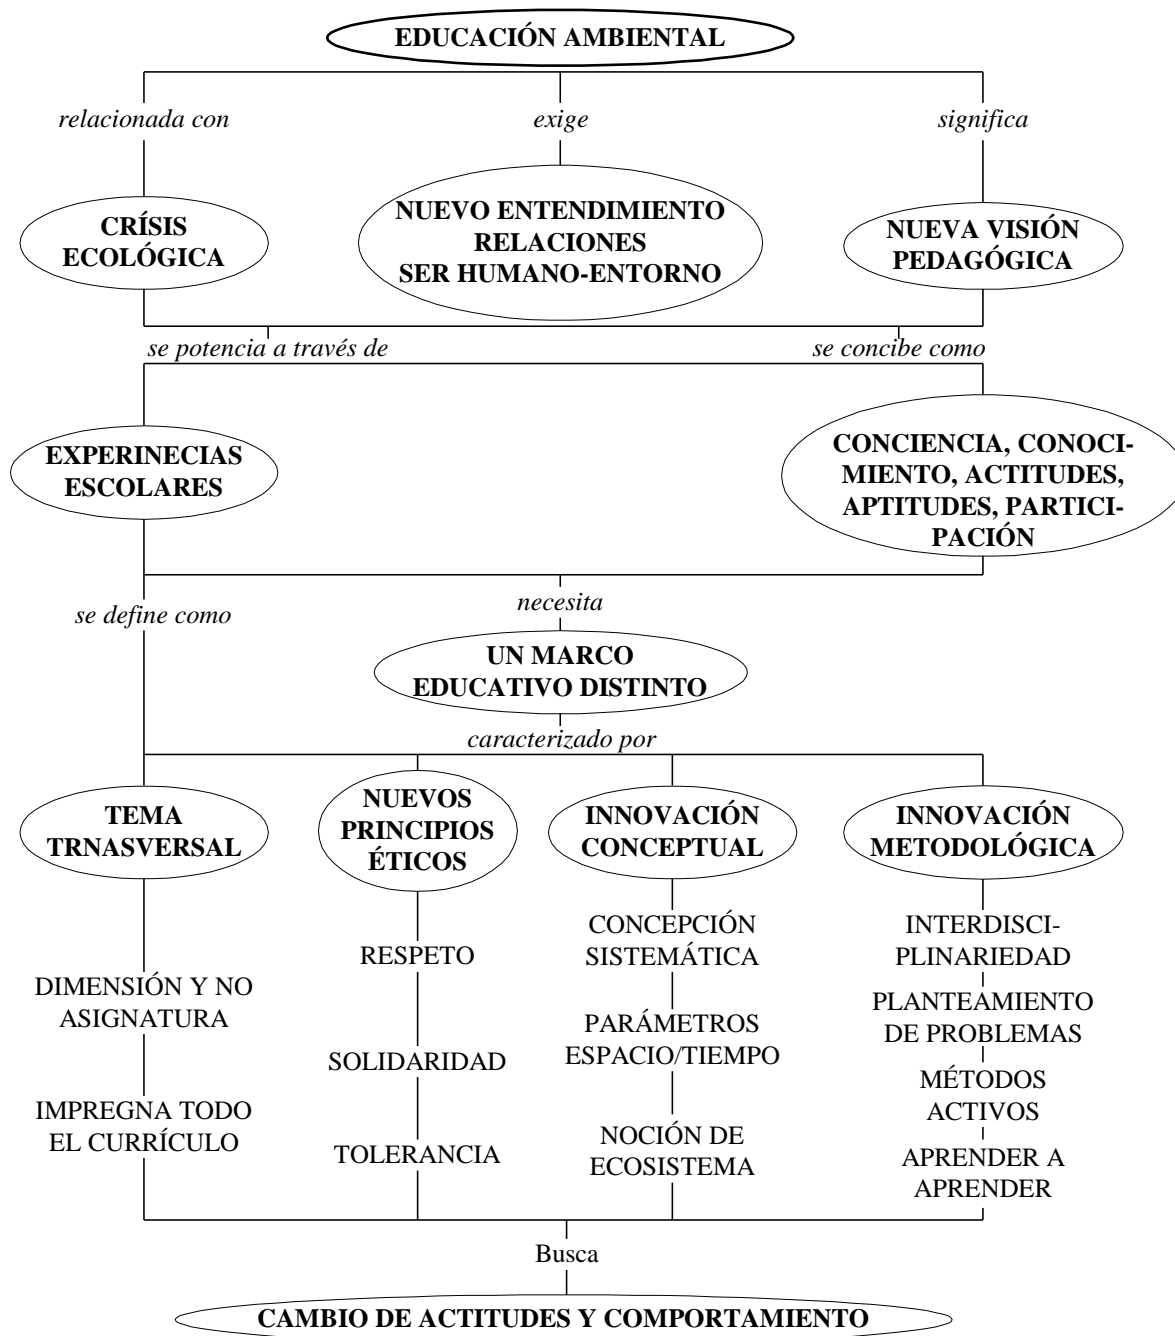 EDUCACIÓN AMBIENTAL
relacionada con
exige
significa
CRÍSIS
ECOLÓGICA
NUEVO ENTENDIMIENTO
RELACIONES
SER HUMANO-ENTORNO
NUEVA VISIÓN
PEDAGÓGICA
se potencia a través de
se concibe como
EXPERINECIAS
ESCOLARES
CONCIENCIA, CONOCI-
MIENTO, ACTITUDES,
APTITUDES, PARTICI-
PACIÓN
se define como
necesita
UN MARCO
EDUCATIVO DISTINTO
caracterizado por
TEMA
TRNASVERSAL
NUEVOS
PRINCIPIOS
ÉTICOS
INNOVACIÓN
CONCEPTUAL
INNOVACIÓN
METODOLÓGICA
DIMENSIÓN Y NO
ASIGNATURA
IMPREGNA TODO
EL CURRÍCULO
RESPETO
SOLIDARIDAD
TOLERANCIA
CONCEPCIÓN
SISTEMÁTICA
PARÁMETROS
ESPACIO/TIEMPO
NOCIÓN DE
ECOSISTEMA
INTERDISCI-
PLINARIEDAD
PLANTEAMIENTO
DE PROBLEMAS
MÉTODOS
ACTIVOS
APRENDER A
APRENDER
Busca
CAMBIO DE ACTITUDES Y COMPORTAMIENTO